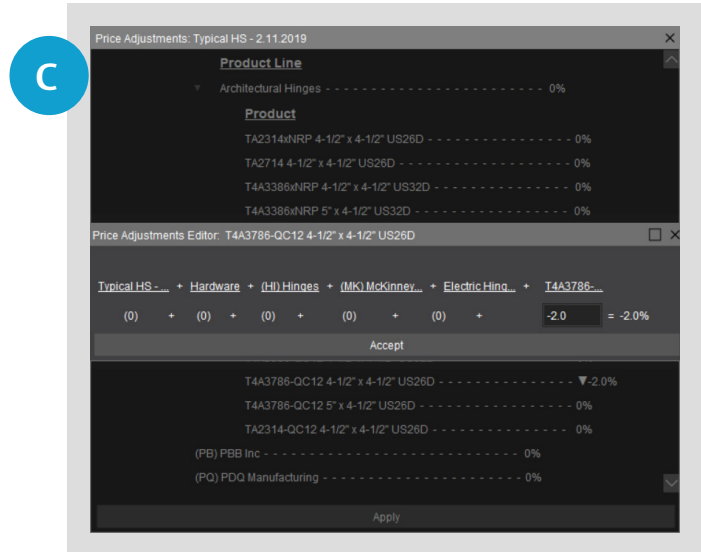 C
Price Adjustments: Typical HS - 2.11.2019
Product Line
Architectural Hinges - - - - - - - - - - - - - - - - - - - - - - - - - 0%
Product
TA2314xNRP 4-1/2" x 4-1/2" US26D - - - - - - - - - - - - - - - - 0%
TA2714 4-1/2" x 4-1/2" US26D - - - - - - - - - - - - - - - - - - - 0%
T4A3386xNRP 4-1/2" x 4-1/2" US32D - - - - - - - - - - - - - - - 0%
T4A3386xNRP 5" x 4-1/2" US32D - - - - - - - - - - - - - - - - - 0%
Price Adjustments Editor: T4A3786-QC12 4-1/2" x 4-1/2" US26D
Typical HS - ... + Hardware + (HI) Hinges + (MK) McKinney... + Electric Hing... + T4A3786-...
(0) + (0) + (0) + (0) + (0) + -2.0 = -2.0%
Accept
T4A3786-QC12 4-1/2" x 4-1/2" US26D - - - - - - - - - - - - - - - - ▼-2.0%
T4A3786-QC12 5" x 4-1/2" US26D - - - - - - - - - - - - - - - - - - 0%
TA2314-QC12 4-1/2" x 4-1/2" US26D - - - - - - - - - - - - - - - 0%
(PB) PBB Inc - - - - - - - - - - - - - - - - - - - - - - - - - - - - - 0%
(PQ) PDQ Manufacturing - - - - - - - - - - - - - - - - - - - - - - - 0%
Apply